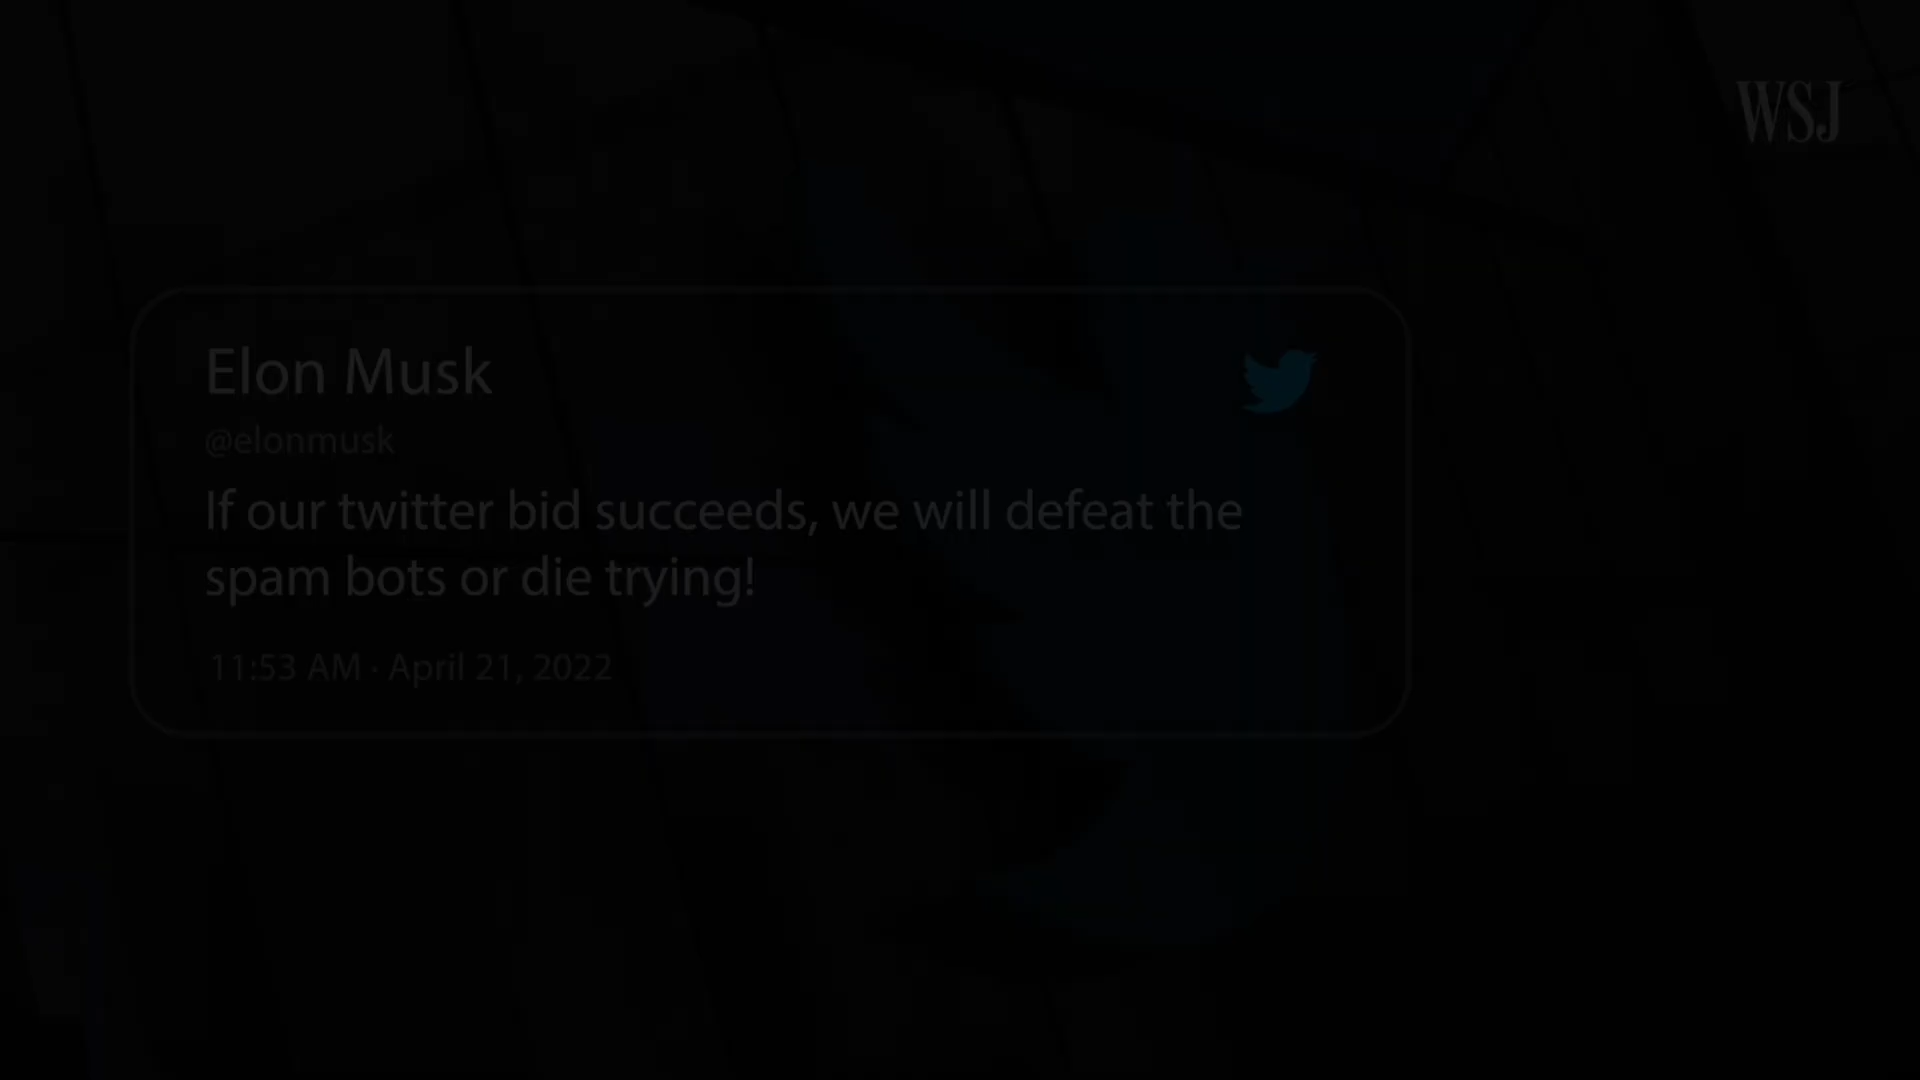 WSJ
Elon Musk
@elonmusk
If our twitter bid succeeds, we will defeat the
spam bots or die trying!
11:53 AM · April 21, 2022